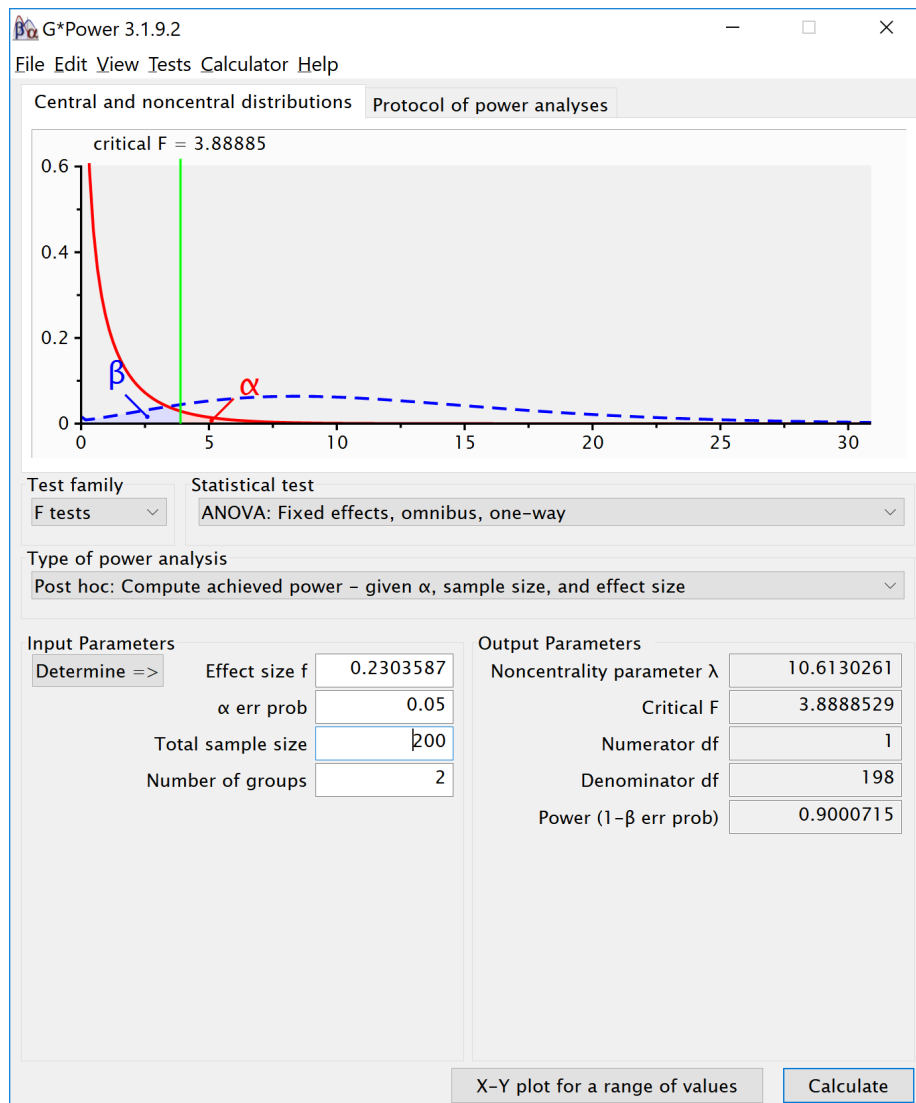 G*Power 3.1.9.2
File Edit View Tests Calculator Help
Central and noncentral distributions Protocol of power analyses
critical F = 3.88885
0.6
0.4
0.2
0
β
α
0 5 10 15 20 25 30
Test family Statistical test
F tests ANOVA: Fixed effects, omnibus, one-way
Type of power analysis
Post hoc: Compute achieved power - given α, sample size, and effect size
Input Parameters
Determine => Effect size f 0.2303587
α err prob 0.05
Total sample size 200
Number of groups 2
Output Parameters
Noncentrality parameter λ 10.6130261
Critical F 3.8888529
Numerator df 1
Denominator df 198
Power (1-β err prob) 0.9000715
X-Y plot for a range of values Calculate